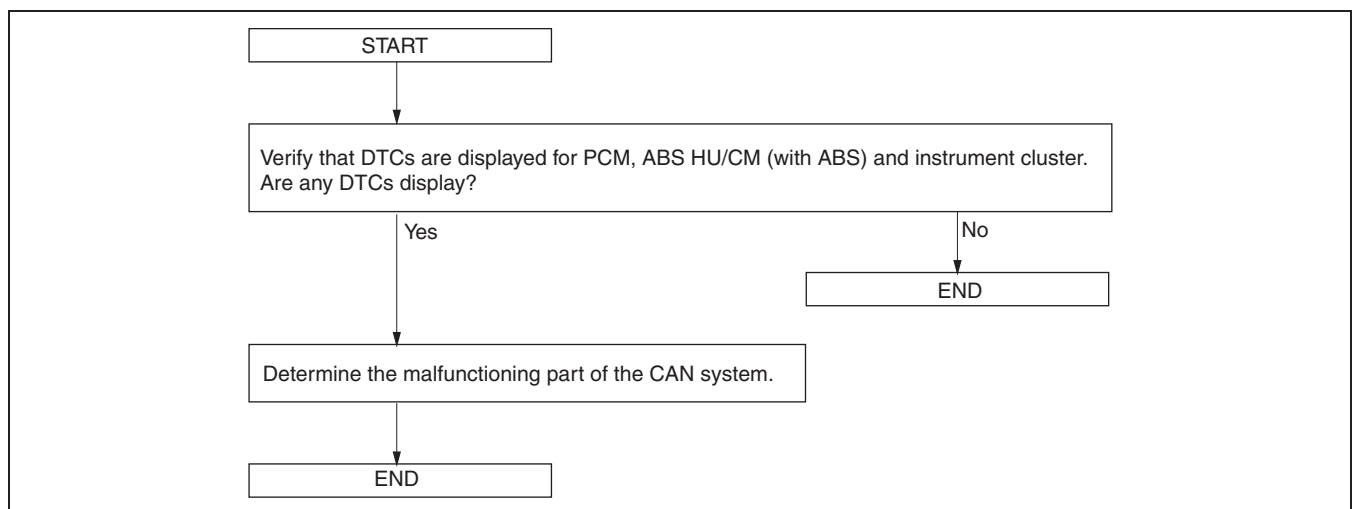 START
Verify that DTCs are displayed for PCM, ABS HU/CM (with ABS) and instrument cluster.
Are any DTCs display?
Yes
No
END
Determine the malfunctioning part of the CAN system.
END